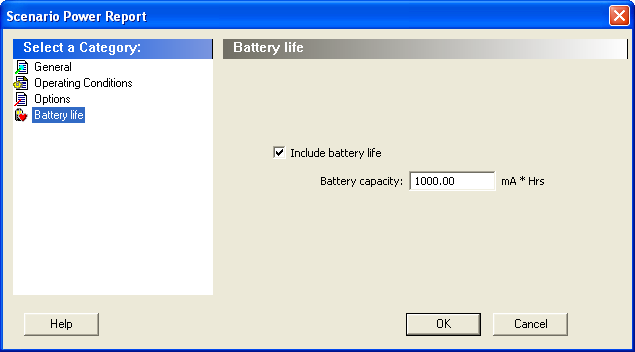 Scenario Power Report
Select a Category:
General
Operating Conditions
Options
Battery life
Battery life
Include battery life
Battery capacity: 1000.00 mA * Hrs
Help OK Cancel